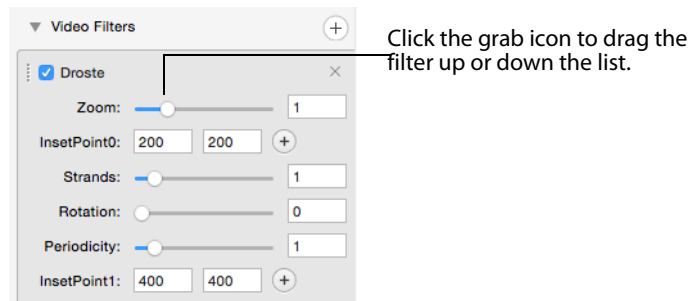 Video Filters
Click the grab icon to drag the
filter up or down the list.
Droste
Zoom: 1
InsetPoint0: 200 200
Strands: 1
Rotation: 0
Periodicity: 1
InsetPoint1: 400 400